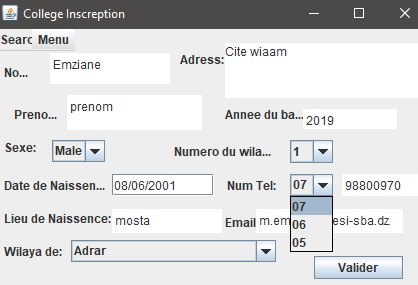 College Inscreption
Searc Menu
No... Emziane Adress: Cite wiaam
Preno... prenom Annee du ba... 2019
Sexe: Male Numero du wila... 1
Date de Naissen... 08/06/2001 Num Tel: 07 98800970
07
06
05
Lieu de Naissence: mosta Email m.em esi-sba.dz
Wilaya de: Adrar
Valider